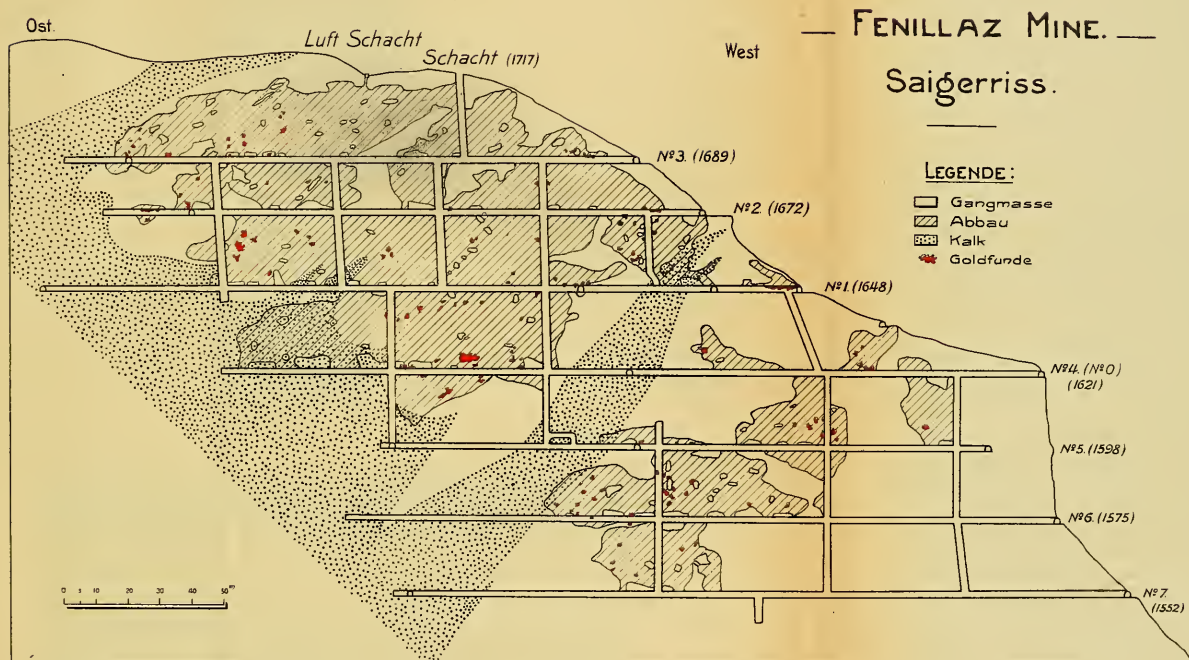 Ost.
Luft Schacht
Schacht (1717)
West
FENILLAZ MINE.
Saigerriss.
LEGENDE:
Gangmasse
Abbau
Kalk
Goldfunde
Nº3. (1689)
Nº2. (1672)
Nº1. (1648)
Nº4. (Nº0)
(1621)
Nº5. (1598)
Nº6. (1575)
Nº7.
(1552)
0 5 10 20 30 40 50 m